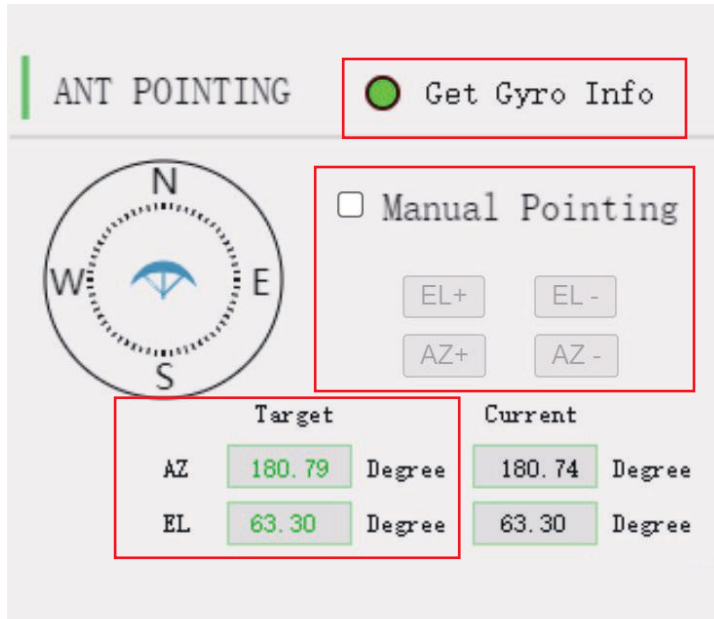 ANT POINTING Get Gyro Info
N
W E
S
Manual Pointing
EL+ EL -
AZ+ AZ -
Target Current
AZ 180.79 Degree 180.74 Degree
EL 63.30 Degree 63.30 Degree